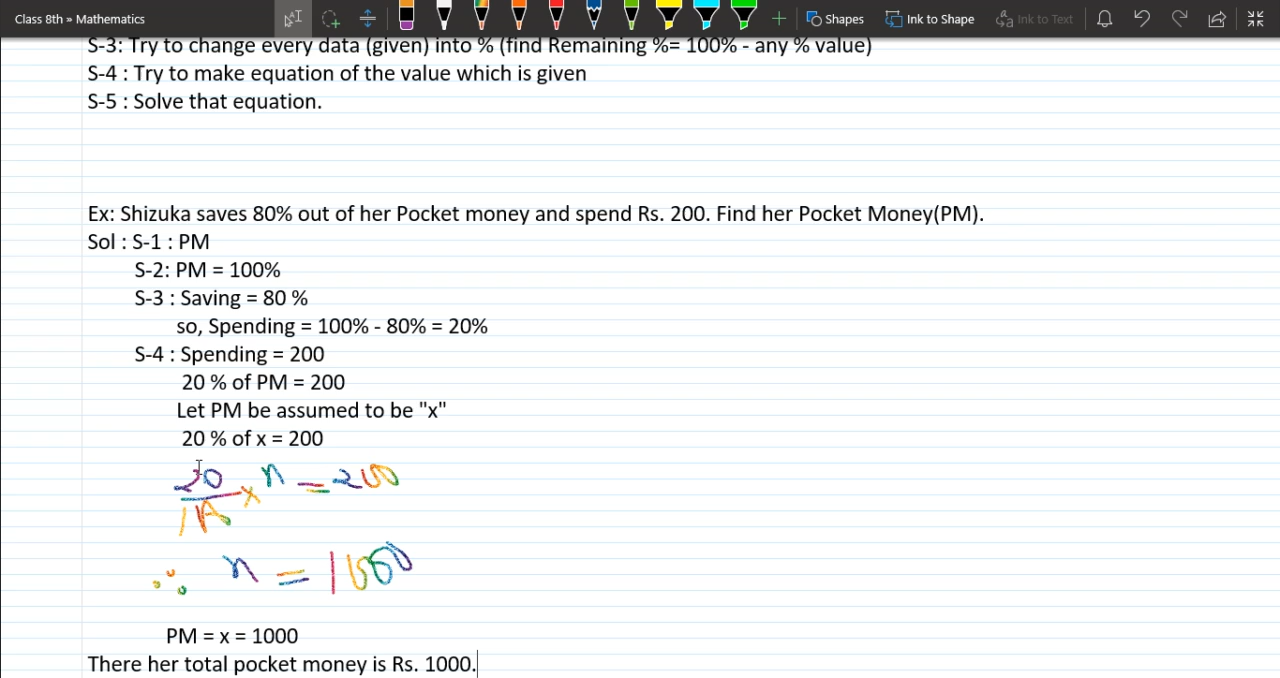 Class 8th » Mathematics
Shapes Ink to Shape Ink to Text
S-3: Try to change every data (given) into % (find Remaining %= 100% - any % value)
S-4 : Try to make equation of the value which is given
S-5 : Solve that equation.
Ex: Shizuka saves 80% out of her Pocket money and spend Rs. 200. Find her Pocket Money(PM).
Sol : S-1 : PM
S-2: PM = 100%
S-3 : Saving = 80 %
so, Spending = 100% - 80% = 20%
S-4 : Spending = 200
20 % of PM = 200
Let PM be assumed to be "x"
20 % of x = 200
20/100 × x = 200
∴ x = 1000
PM = x = 1000
There her total pocket money is Rs. 1000.